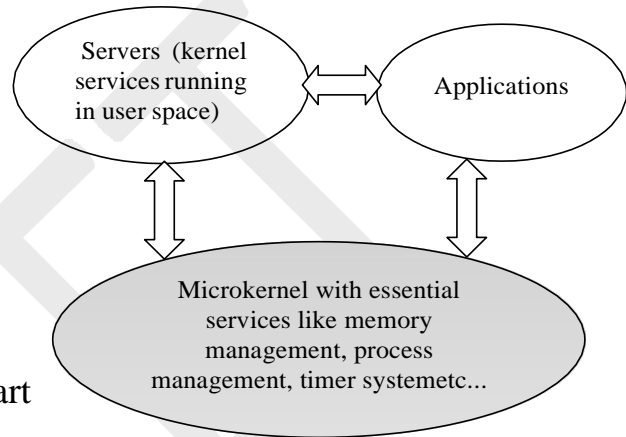 Servers (kernel
services running
in user space)
Applications
Microkernel with essential
services like memory
management, process
management, timer systemetc...
art